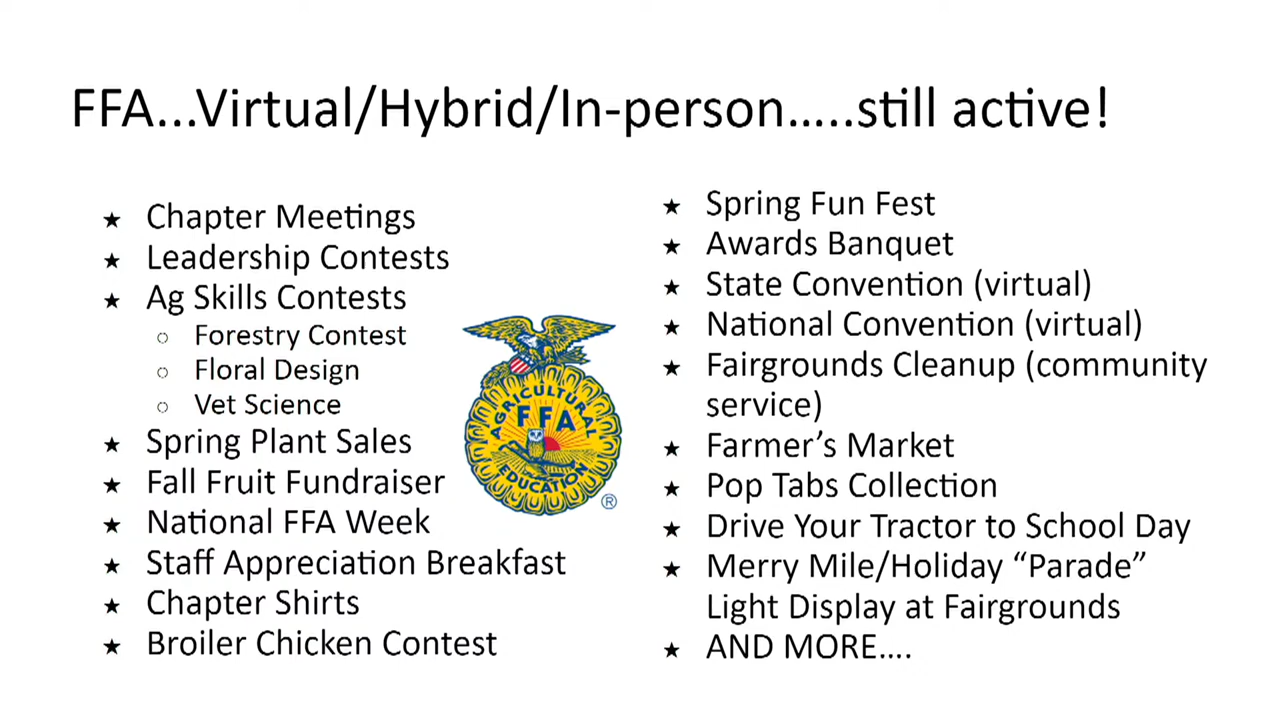 FFA...Virtual/Hybrid/In-person.....still active!
★ Chapter Meetings
★ Leadership Contests
★ Ag Skills Contests
○ Forestry Contest
○ Floral Design
○ Vet Science
★ Spring Plant Sales
★ Fall Fruit Fundraiser
★ National FFA Week
★ Staff Appreciation Breakfast
★ Chapter Shirts
★ Broiler Chicken Contest
AGRICULTURAL
FFA
EDUCATION
®
★ Spring Fun Fest
★ Awards Banquet
★ State Convention (virtual)
★ National Convention (virtual)
★ Fairgrounds Cleanup (community
service)
★ Farmer’s Market
★ Pop Tabs Collection
★ Drive Your Tractor to School Day
★ Merry Mile/Holiday “Parade”
Light Display at Fairgrounds
★ AND MORE....